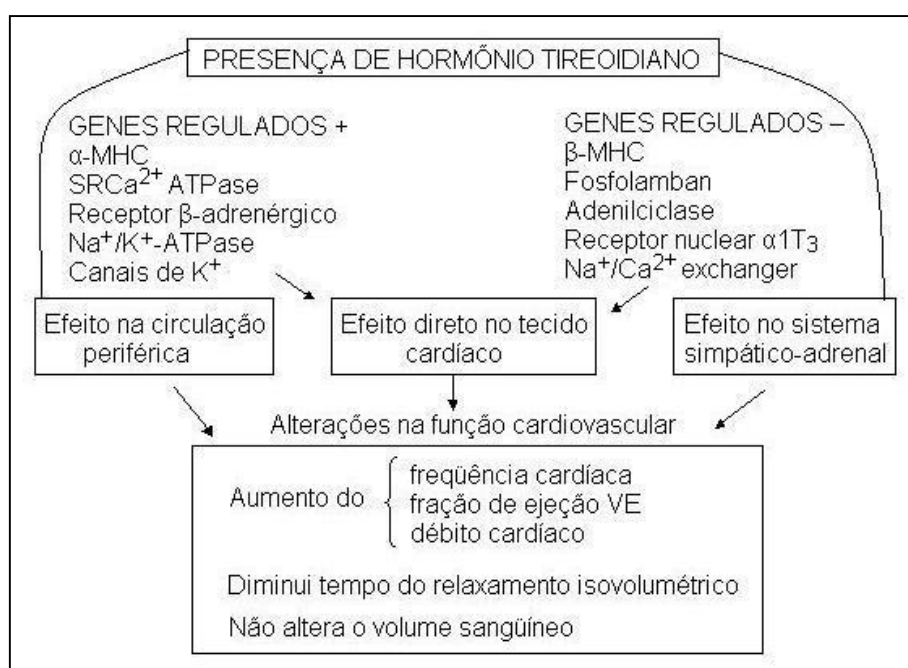 PRESENÇA DE HORMÔNIO TIREOIDIANO
GENES REGULADOS +
α-MHC
SRCa²⁺ ATPase
Receptor β-adrenérgico
Na⁺/K⁺-ATPase
Canais de K⁺
GENES REGULADOS –
β-MHC
Fosfolamban
Adenilciclase
Receptor nuclear α1T₃
Na⁺/Ca²⁺ exchanger
Efeito na circulação
periférica
Efeito direto no tecido
cardíaco
Efeito no sistema
simpático-adrenal
Alterações na função cardiovascular
Aumento do
freqüência cardíaca
fração de ejeção VE
débito cardíaco
Diminui tempo do relaxamento isovolumétrico
Não altera o volume sangüíneo